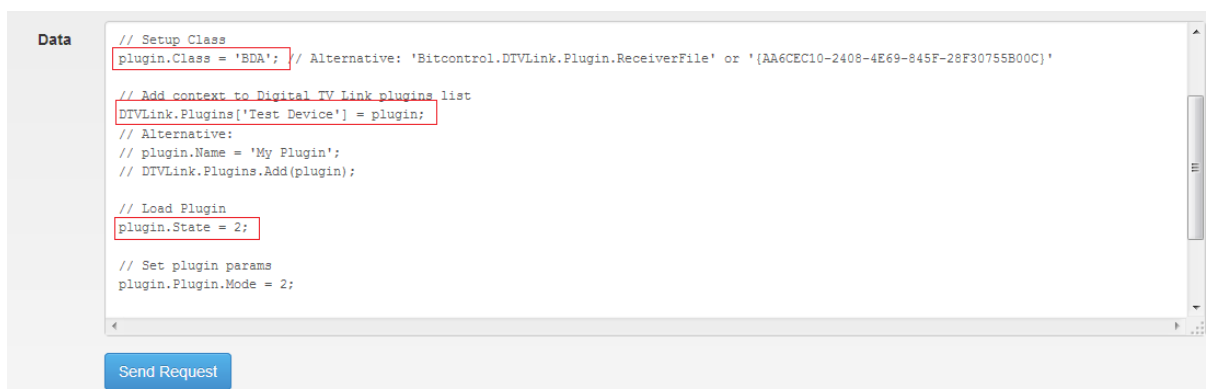 Data
// Setup Class
plugin.Class = 'BDA'; // Alternative: 'Bitcontrol.DTVLink.Plugin.ReceiverFile' or '{AA6CEC10-2408-4E69-845F-28F30755B00C}'
// Add context to Digital TV Link plugins list
DTVLink.Plugins['Test Device'] = plugin;
// Alternative:
// plugin.Name = 'My Plugin';
// DTVLink.Plugins.Add(plugin);
// Load Plugin
plugin.State = 2;
// Set plugin params
plugin.Plugin.Mode = 2;
Send Request